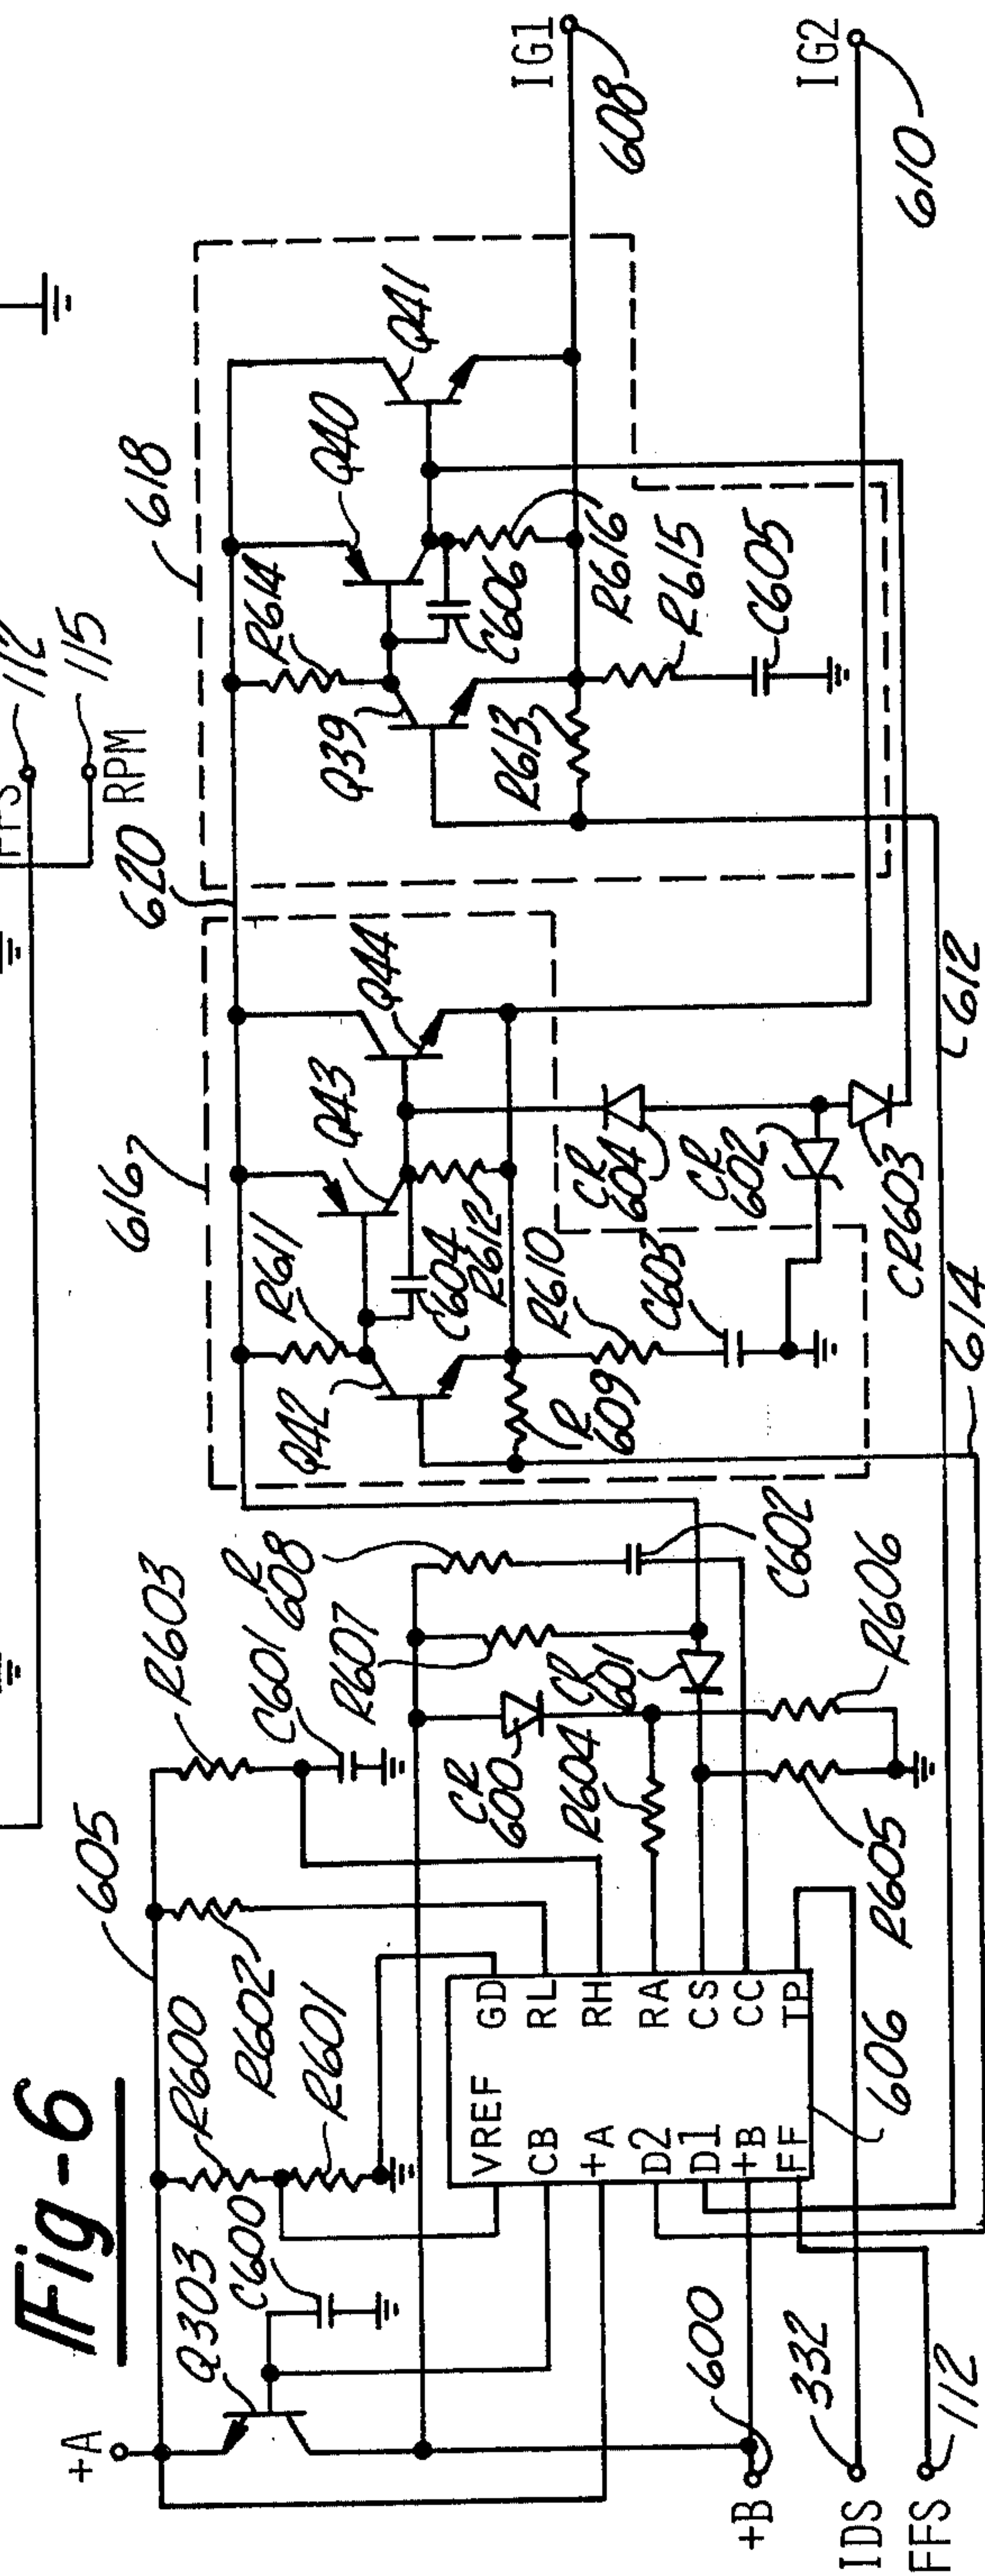 FFS
112
115
RPM
Fig-6
+A
Q303
C600
R600
R602
R601
605
R603
C601
R
608
R607
CR
600
CR
601
R604
C602
R606
R605
VREF
CB
+A
D2
D1
+B
FF
GD
RL
RH
RA
CS
CC
TP
606
+B
600
IDS
332
FFS
112
616
620
618
R611
Q42
Q43
Q44
C604
R612
R610
R
609
C603
CR
604
CR
602
CR603
614
612
R614
Q39
Q40
Q41
C606
R613
R616
R615
C605
IG1
608
IG2
610